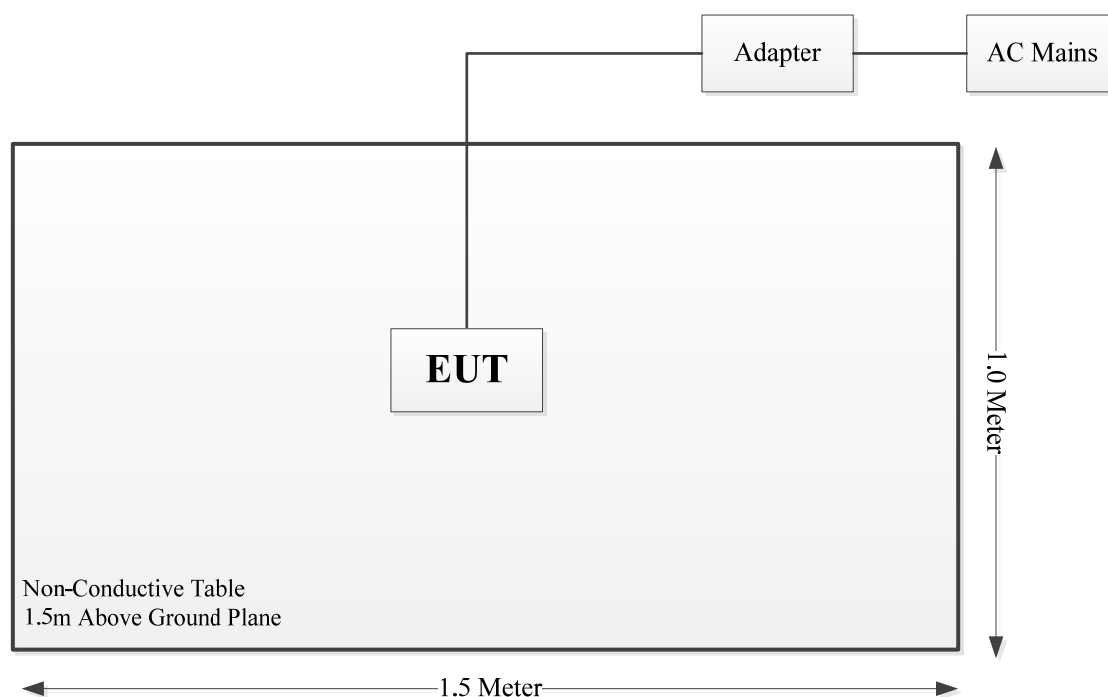 Adapter
AC Mains
EUT
1.0 Meter
Non-Conductive Table
1.5m Above Ground Plane
1.5 Meter